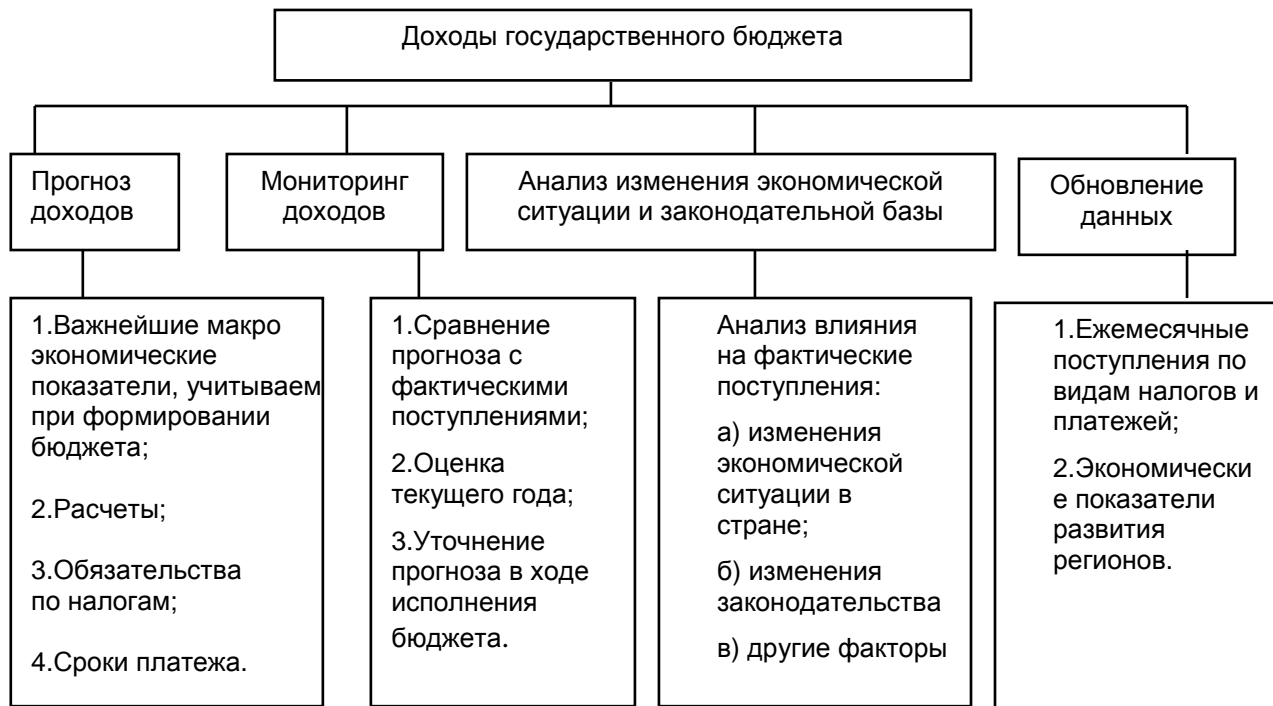 Доходы государственного бюджета
Прогноз
доходов
Мониторинг
доходов
Анализ изменения экономической
ситуации и законодательной базы
Обновление
данных
1.Важнейшие макро
экономические
показатели, учитываем
при формировании
бюджета;
2.Расчеты;
3.Обязательства
по налогам;
4.Сроки платежа.
1.Сравнение
прогноза с
фактическими
поступлениями;
2.Оценка
текущего года;
3.Уточнение
прогноза в ходе
исполнения
бюджета.
Анализ влияния
на фактические
поступления:
а) изменения
экономической
ситуации в
стране;
б) изменения
законодательства
в) другие факторы
1.Ежемесячные
поступления по
видам налогов и
платежей;
2.Экономически
е показатели
развития
регионов.